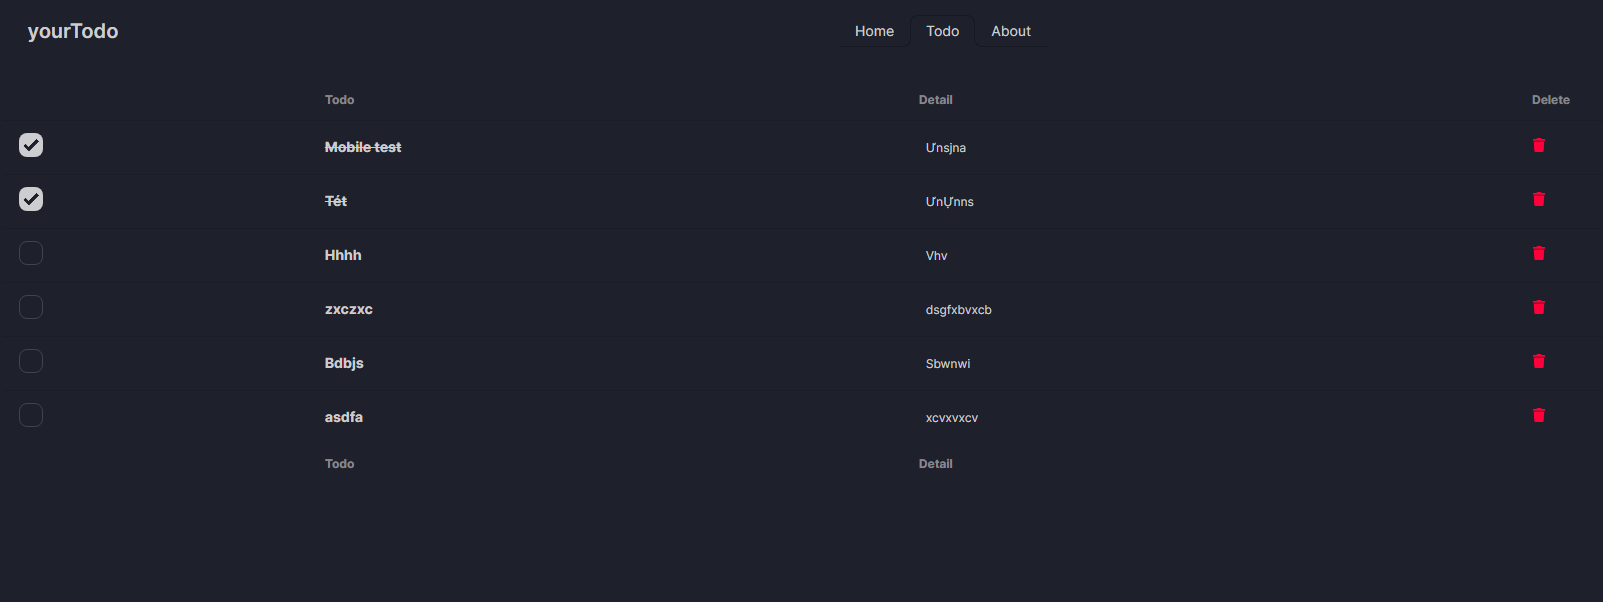 yourTodo Home Todo About
Todo Detail Delete
Mobile test Ưnsjna
Tét ƯnỰnns
Hhhh Vhv
zxczxc dsgfxbvxcb
Bdbjs Sbwnwi
asdfa xcvxvxcv
Todo Detail